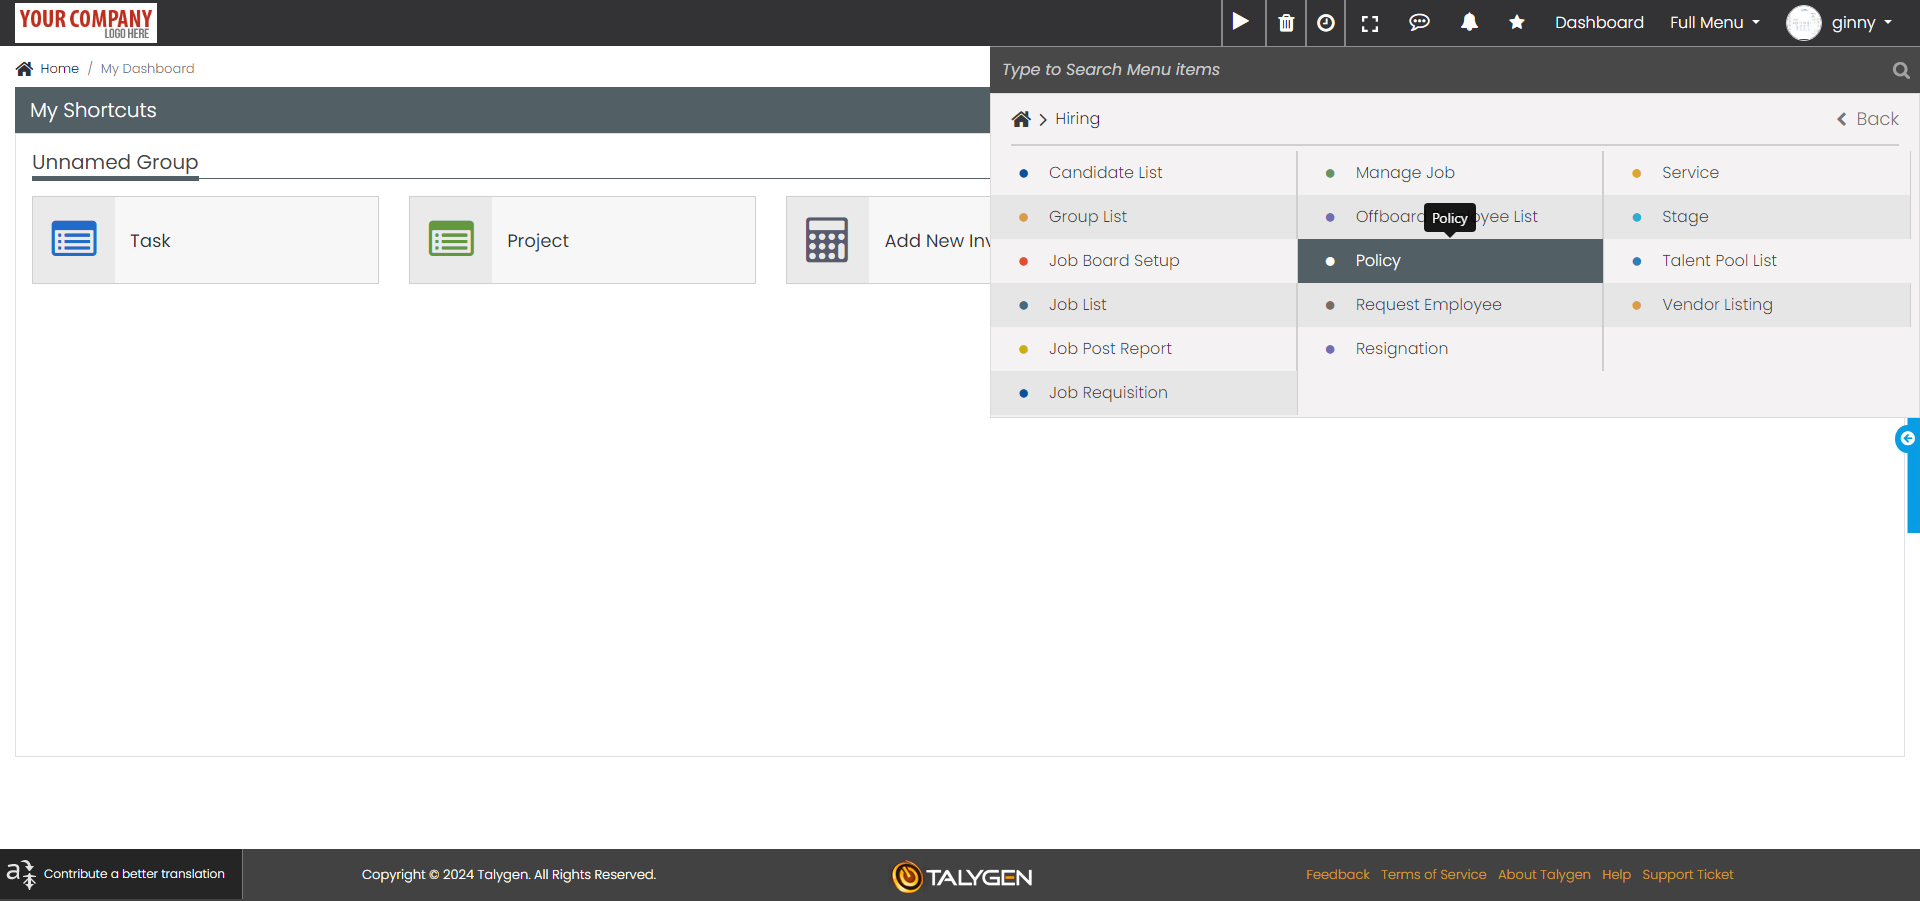 YOUR COMPANY
LOGO HERE
Dashboard
Full Menu
ginny
Home / My Dashboard
Type to Search Menu items
My Shortcuts
Hiring
Back
Unnamed Group
Task
Project
Add New Inv
Candidate List
Group List
Job Board Setup
Job List
Job Post Report
Job Requisition
Manage Job
Offboard yee List
Policy
Policy
Request Employee
Resignation
Service
Stage
Talent Pool List
Vendor Listing
Contribute a better translation
Copyright © 2024 Talygen. All Rights Reserved.
TALYGEN
Feedback Terms of Service About Talygen Help Support Ticket